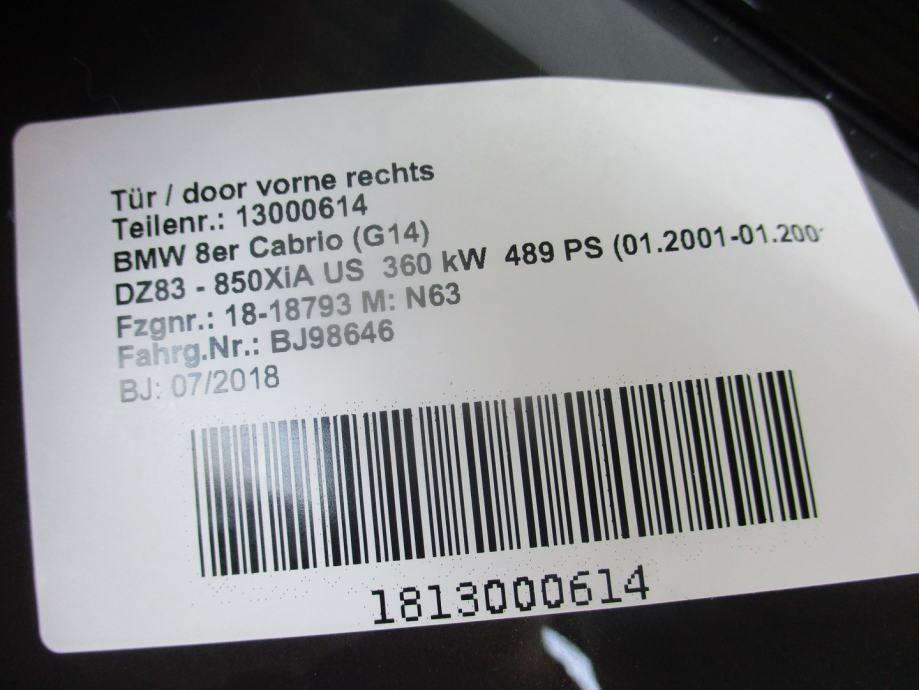 Tür / door vorne rechts
Teilenr.: 13000614
BMW 8er Cabrio (G14)
DZ83 - 850XiA US 360 kW 489 PS (01.2001-01.200
Fzgnr.: 18-18793 M: N63
Fahrg.Nr.: BJ98646
BJ: 07/2018
1813000614